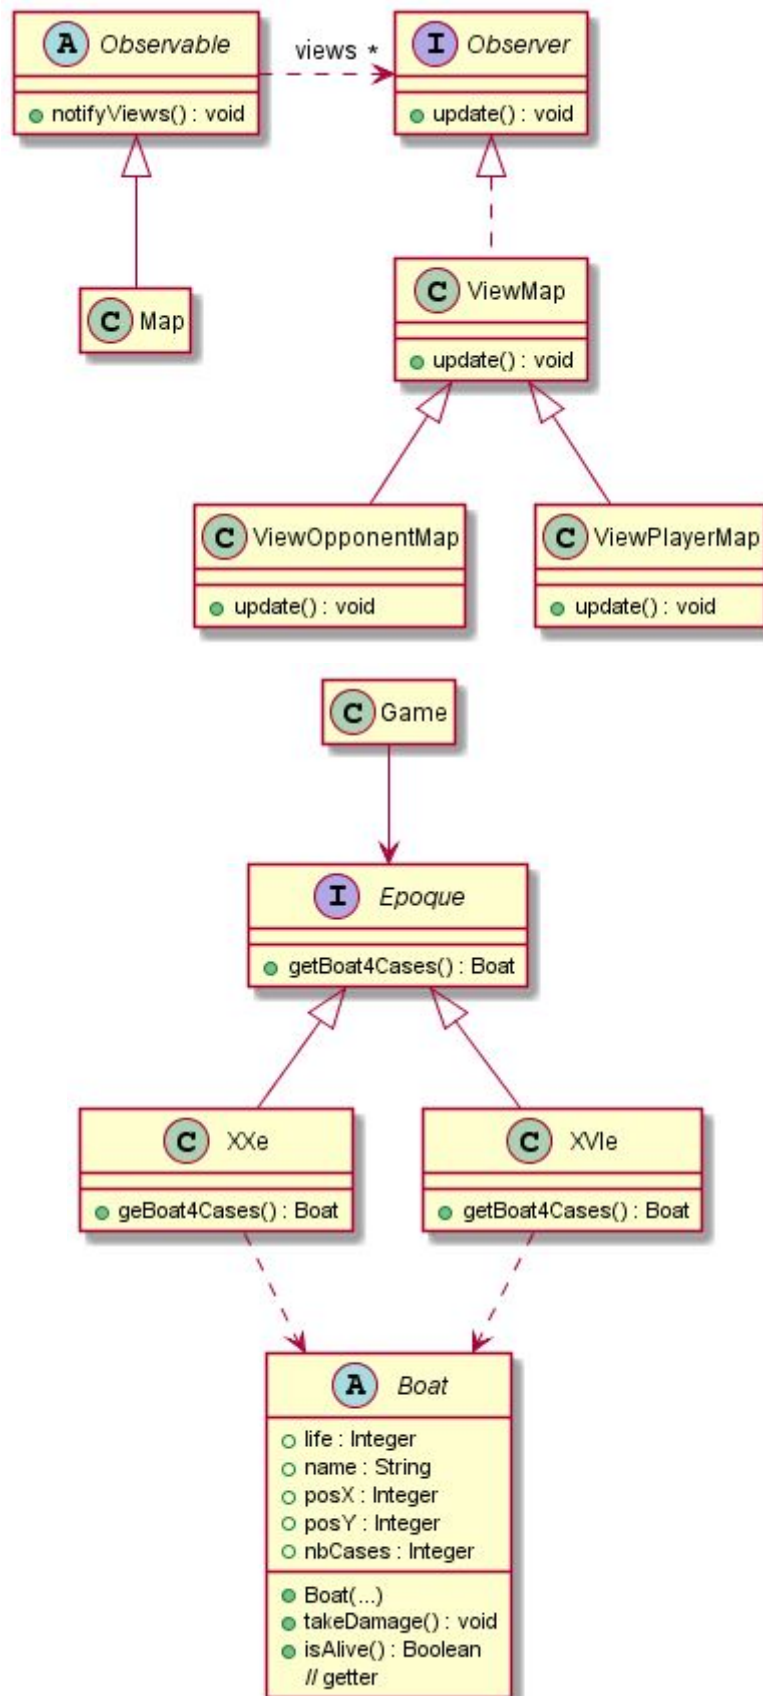 A Observable
views *
I Observer
notifyViews() : void
update() : void
C Map
C ViewMap
update() : void
C ViewOpponentMap
C ViewPlayerMap
update() : void
update() : void
C Game
I Epoque
getBoat4Cases() : Boat
C XXe
C XVIe
geBoat4Cases() : Boat
getBoat4Cases() : Boat
A Boat
life : Integer
name : String
posX : Integer
posY : Integer
nbCases : Integer
Boat(...)
takeDamage() : void
isAlive() : Boolean
// getter